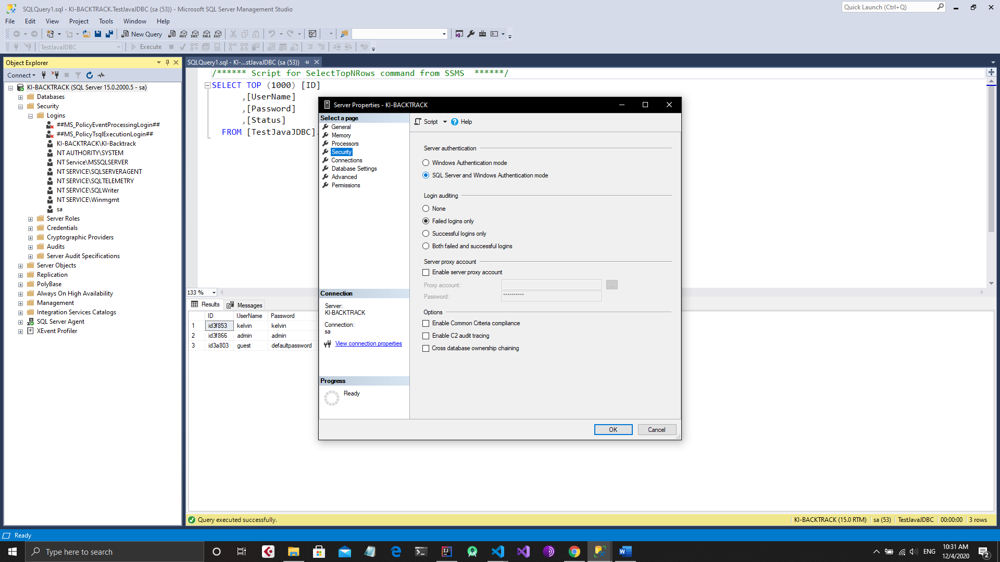 SQLQuery1.sql - KI-BACKTRACK.TestJavaJDBC (sa (53)) - Microsoft SQL Server Management Studio
Quick Launch (Ctrl+Q)
File Edit View Project Tools Window Help
New Query MDX DMX XMLA DAX
TestJavaJDBC Execute
Object Explorer
Connect
KI-BACKTRACK (SQL Server 15.0.2000.5 - sa)
Databases
Security
Logins
##MS_PolicyEventProcessingLogin##
##MS_PolicyTsqlExecutionLogin##
KI-BACKTRACK\KI-Backtrack
NT AUTHORITY\SYSTEM
NT Service\MSSQLSERVER
NT SERVICE\SQLSERVERAGENT
NT SERVICE\SQLTELEMETRY
NT SERVICE\SQLWriter
NT SERVICE\Winmgmt
sa
Server Roles
Credentials
Cryptographic Providers
Audits
Server Audit Specifications
Server Objects
Replication
PolyBase
Always On High Availability
Management
Integration Services Catalogs
SQL Server Agent
XEvent Profiler
SQLQuery1.sql - KI-...stJavaJDBC (sa (53))
/****** Script for SelectTopNRows command from SSMS ******/
SELECT TOP (1000) [ID]
,[UserName]
,[Password]
,[Status]
FROM [TestJavaJDBC].
133 %
Results Messages
ID UserName Password
1 id3f853 kelvin kelvin
2 id3f866 admin admin
3 id3a803 guest defaultpassword
Server Properties - KI-BACKTRACK
Select a page
General
Memory
Processors
Security
Connections
Database Settings
Advanced
Permissions
Connection
Server:
KI-BACKTRACK
Connection:
sa
View connection properties
Progress
Ready
Script Help
Server authentication
Windows Authentication mode
SQL Server and Windows Authentication mode
Login auditing
None
Failed logins only
Successful logins only
Both failed and successful logins
Server proxy account
Enable server proxy account
Proxy account:
...
Password: **********
Options
Enable Common Criteria compliance
Enable C2 audit tracing
Cross database ownership chaining
OK Cancel
Query executed successfully.
KI-BACKTRACK (15.0 RTM) sa (53) TestJavaJDBC 00:00:00 3 rows
Ready
Type here to search
ENG
10:31 AM
12/4/2020
2